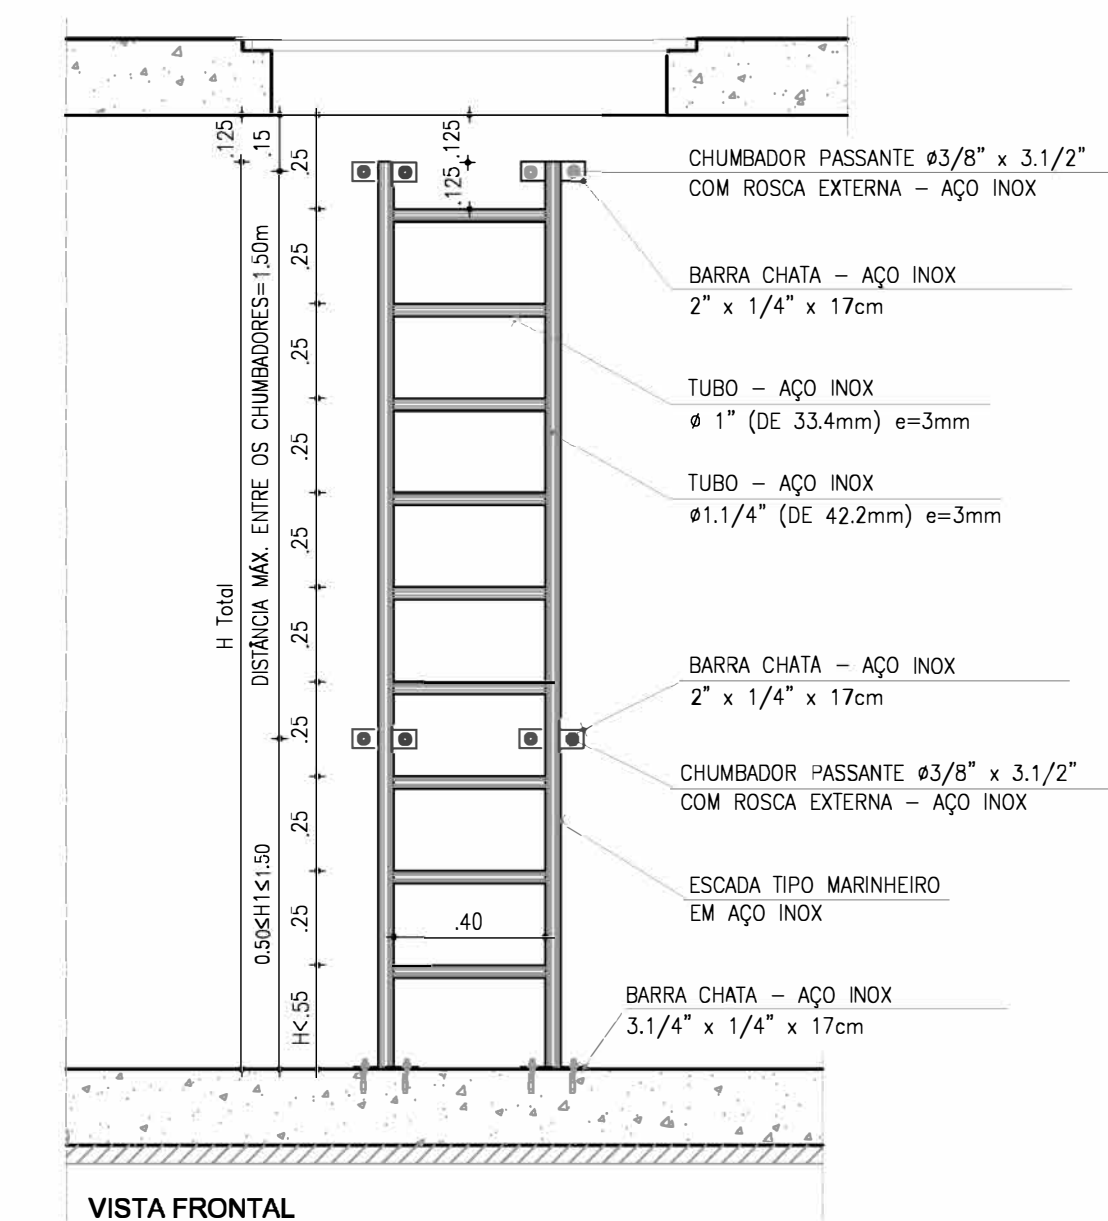 .125
.15
.25
.125
.125
CHUMBADOR PASSANTE ø3/8" x 3.1/2"
COM ROSCA EXTERNA – AÇO INOX
.25
BARRA CHATA – AÇO INOX
2" x 1/4" x 17cm
.25
TUBO – AÇO INOX
ø 1" (DE 33.4mm) e=3mm
.25
TUBO – AÇO INOX
ø1.1/4" (DE 42.2mm) e=3mm
.25
H Total
DISTÂNCIA MÁX. ENTRE OS CHUMBADORES=1.50m
.25
BARRA CHATA – AÇO INOX
2" x 1/4" x 17cm
.25
CHUMBADOR PASSANTE ø3/8" x 3.1/2"
COM ROSCA EXTERNA – AÇO INOX
.25
0.50≤H1≤1.50
ESCADA TIPO MARINHEIRO
EM AÇO INOX
.25
.40
H<.55
BARRA CHATA – AÇO INOX
3.1/4" x 1/4" x 17cm
VISTA FRONTAL